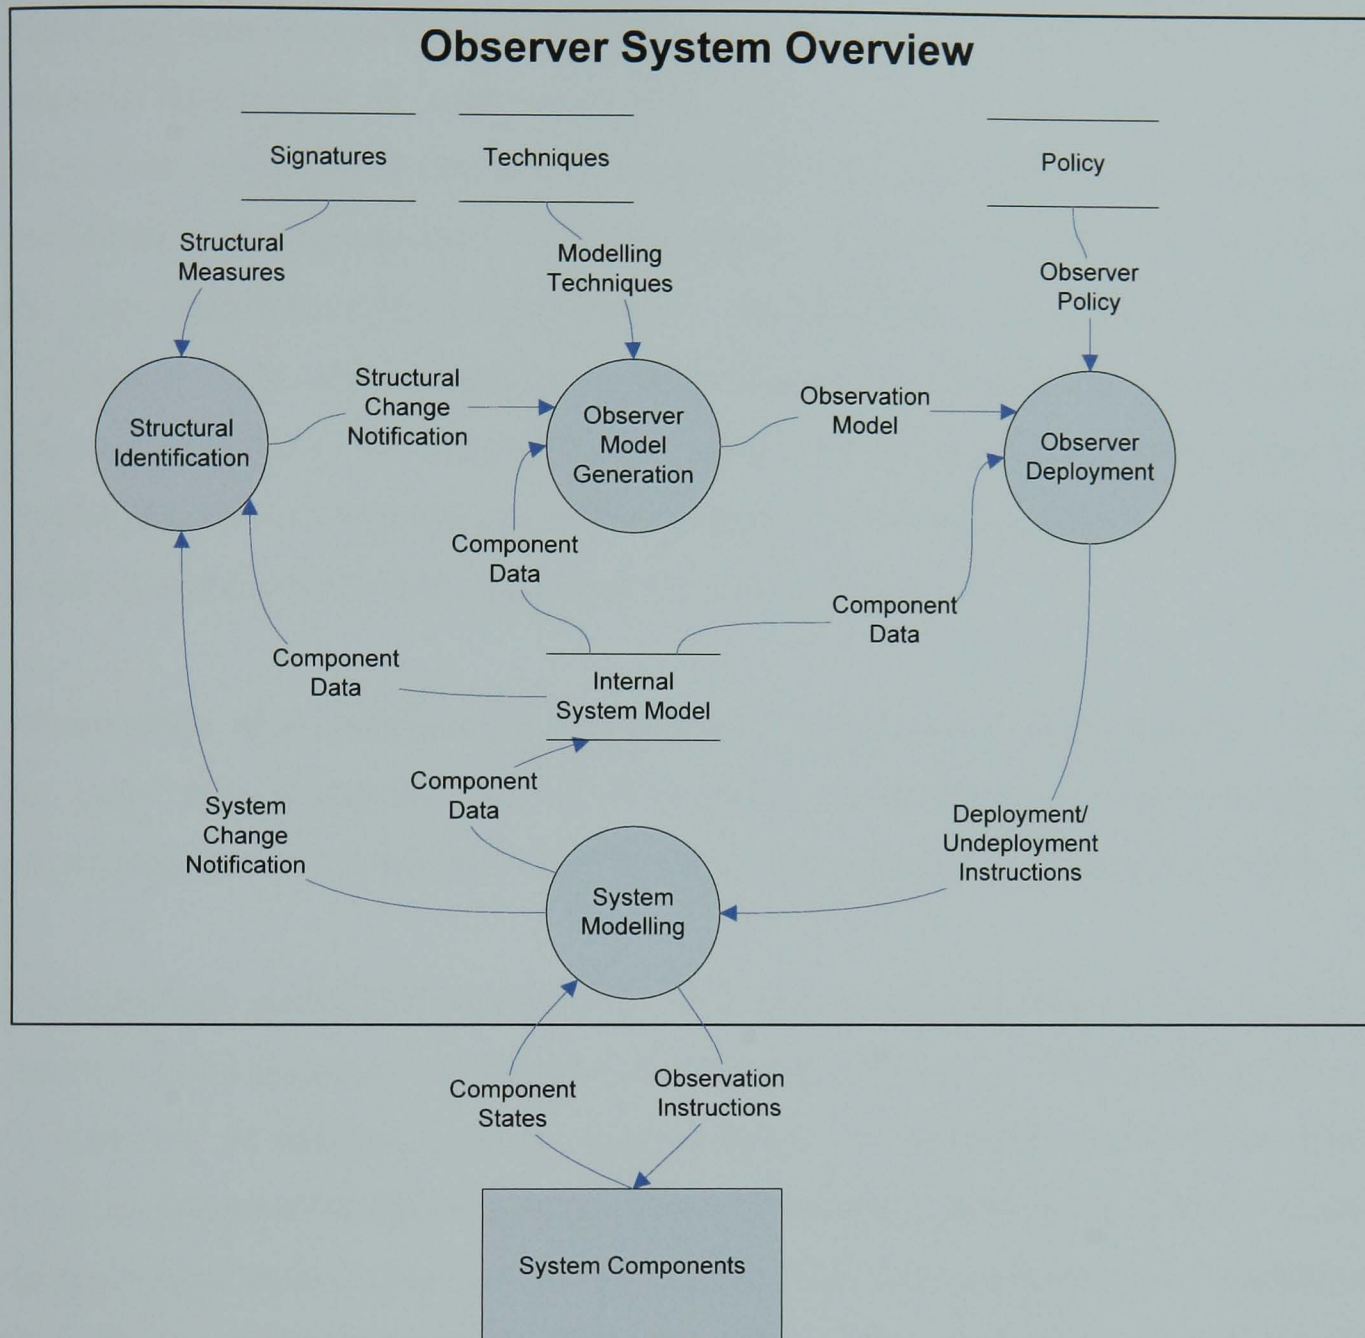 Observer System Overview
Signatures
Techniques
Policy
Structural
Measures
Modelling
Techniques
Observer
Policy
Structural
Identification
Structural
Change
Notification
Observer
Model
Generation
Observation
Model
Observer
Deployment
Component
Data
Component
Data
Component
Data
Internal
System Model
Component
Data
System
Change
Notification
Deployment/
Undeployment
Instructions
System
Modelling
Component
States
Observation
Instructions
System Components